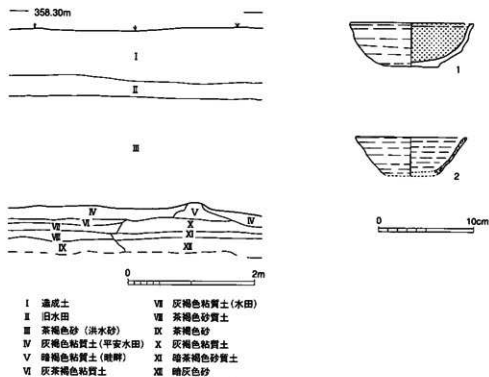 358.30m
I
II
III
IV
V
IV
VI
X
VII
XI
VIII
IX
XII
0 2m
1
2
0 10cm
I 造成土
II 旧水田
III 茶褐色砂(洪水砂)
IV 灰褐色粘質土(平安水田)
V 暗褐色粘質土(畦畔)
VI 灰茶褐色粘質土
VII 灰褐色粘質土(水田)
VIII 茶褐色砂質土
IX 茶褐色砂
X 灰褐色粘質土
XI 暗茶褐色砂質土
XII 暗灰色砂